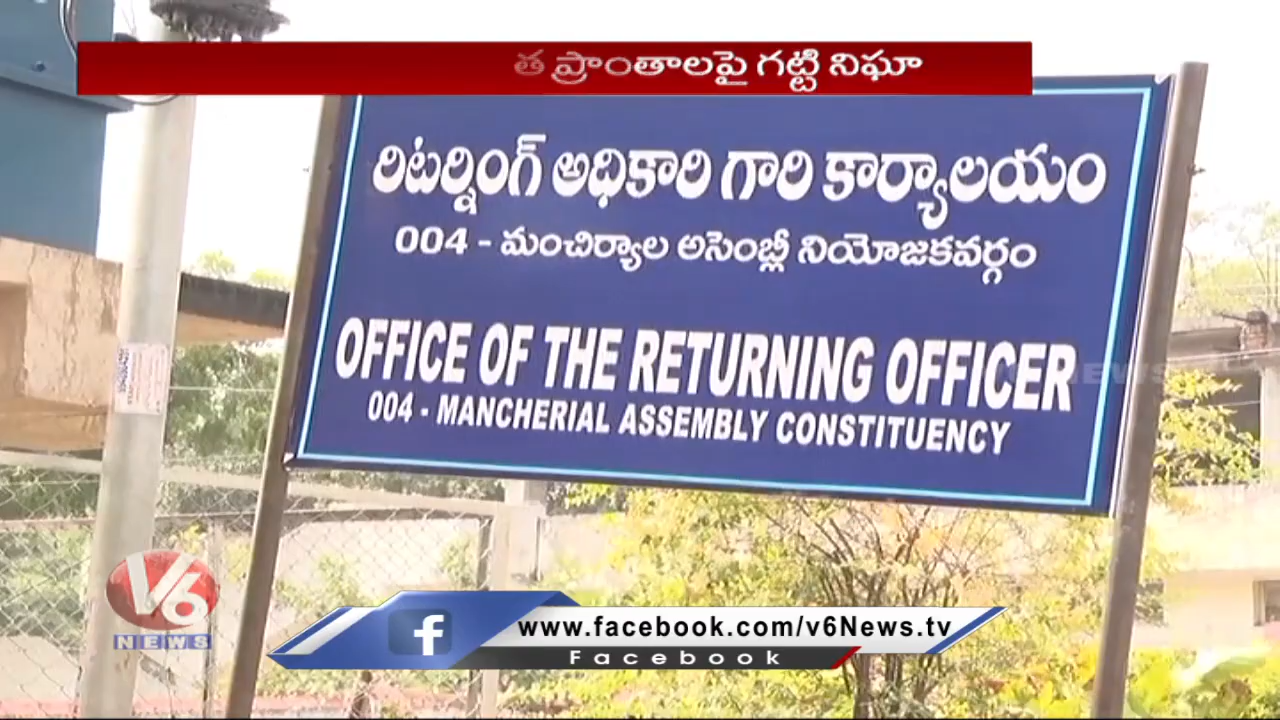 త ప్రాంతాలపై గట్టి నిఘా
రిటర్నింగ్ అధికారి గారి కార్యాలయం
004 - మంచిర్యాల అసెంబ్లీ నియోజకవర్గం
OFFICE OF THE RETURNING OFFICER
004 - MANCHERIAL ASSEMBLY CONSTITUENCY
V6
NEWS
f www.facebook.com/v6News.tv
Facebook